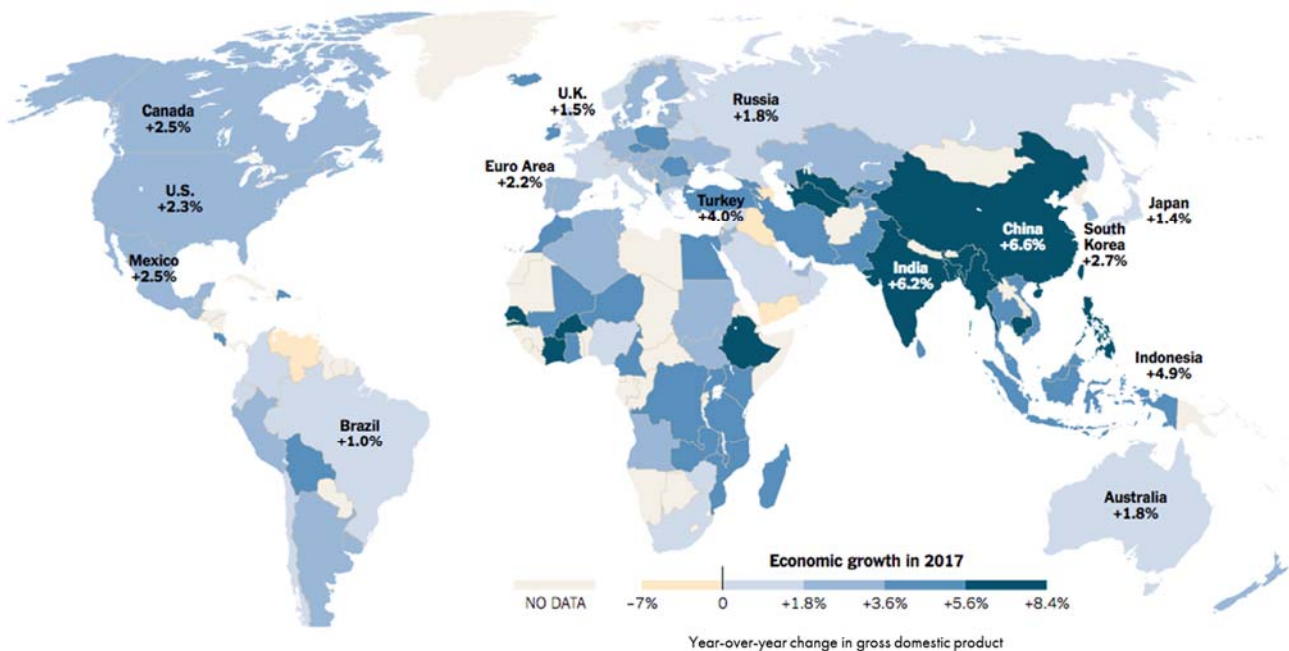 Canada
+2.5%
U.S.
+2.3%
Mexico
+2.5%
Brazil
+1.0%
U.K.
+1.5%
Euro Area
+2.2%
Russia
+1.8%
Turkey
+4.0%
China
+6.6%
India
+6.2%
Japan
+1.4%
South
Korea
+2.7%
Indonesia
+4.9%
Australia
+1.8%
Economic growth in 2017
NO DATA –7% 0 +1.8% +3.6% +5.6% +8.4%
Year-over-year change in gross domestic product